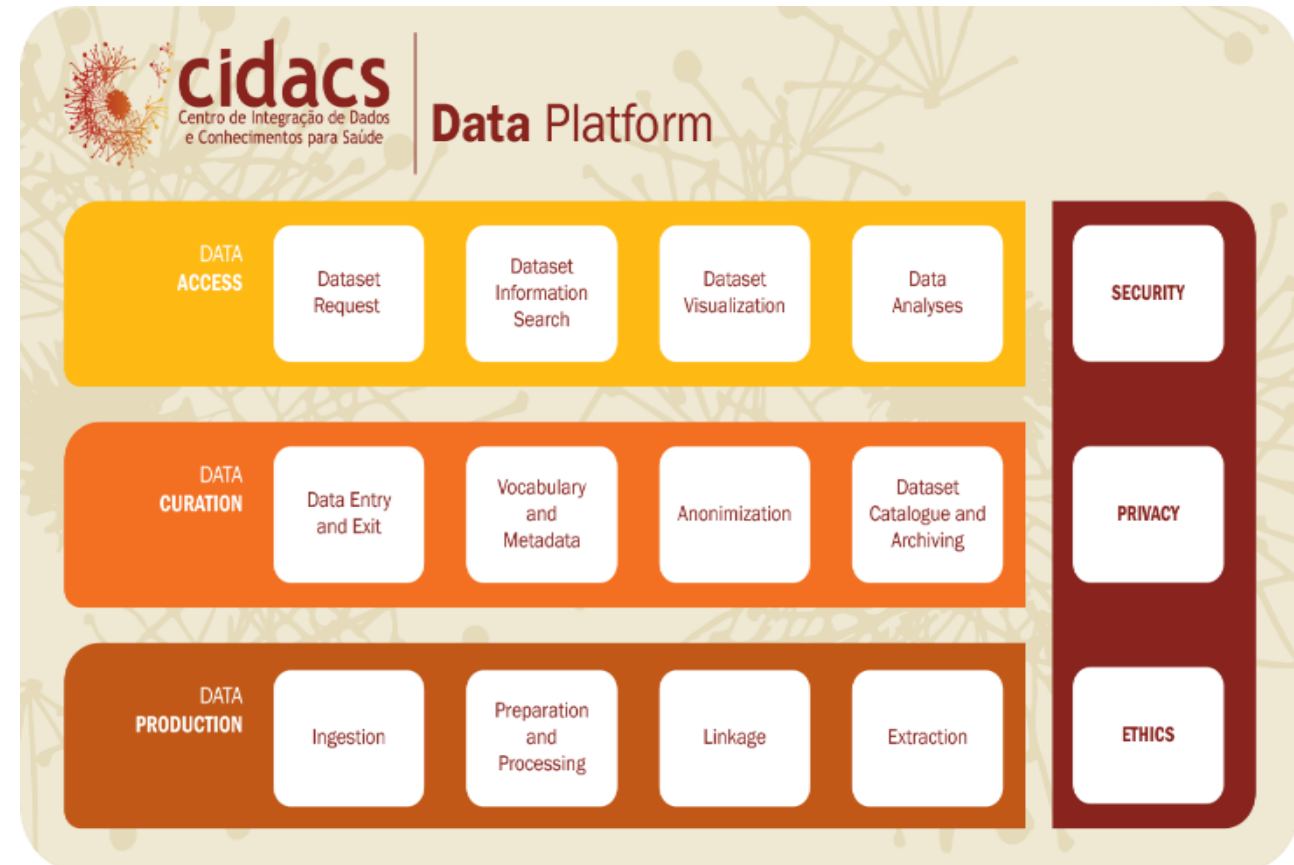 cidacs
Centro de Integração de Dados
e Conhecimentos para Saúde
Data Platform
DATA
ACCESS
Dataset
Request
Dataset
Information
Search
Dataset
Visualization
Data
Analyses
SECURITY
DATA
CURATION
Data Entry
and Exit
Vocabulary
and
Metadata
Anonimization
Dataset
Catalogue and
Archiving
PRIVACY
DATA
PRODUCTION
Ingestion
Preparation
and
Processing
Linkage
Extraction
ETHICS